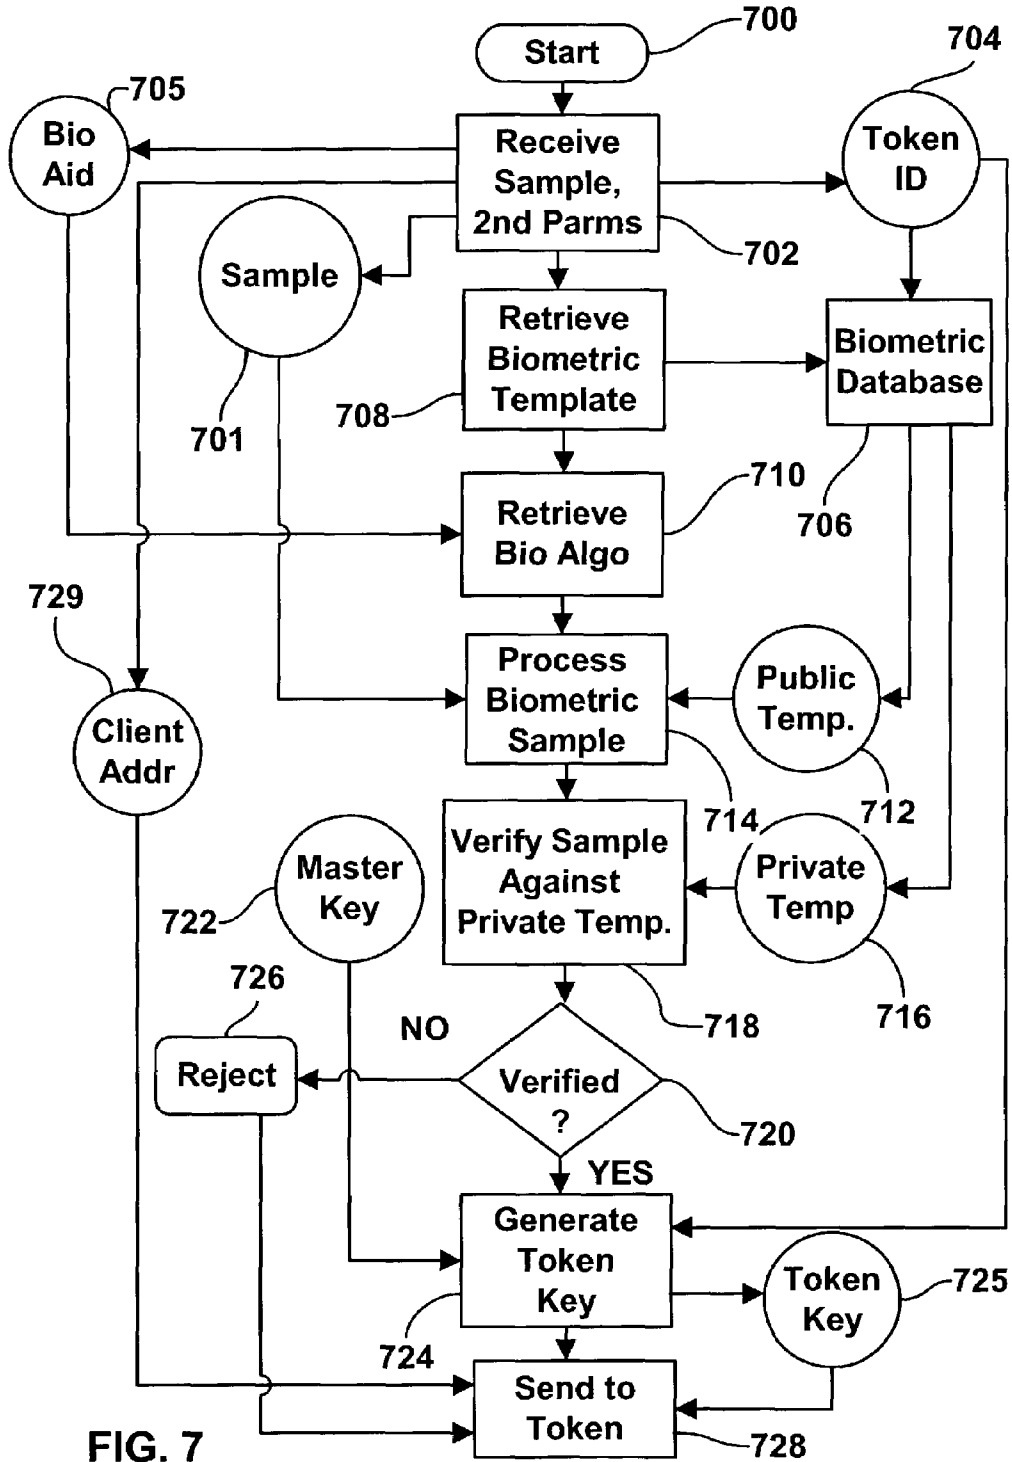 700
Start
704
705
Bio
Aid
Receive
Sample,
2nd Parms
Token
ID
702
Sample
Retrieve
Biometric
Template
Biometric
Database
708
701
710
706
Retrieve
Bio Algo
729
Process
Biometric
Sample
Public
Temp.
Client
Addr
714
712
Verify Sample
Against
Private Temp.
Private
Temp
Master
Key
722
726
716
718
NO
Reject
Verified
?
720
YES
Generate
Token
Key
Token
Key
725
724
Send to
Token
728
FIG. 7